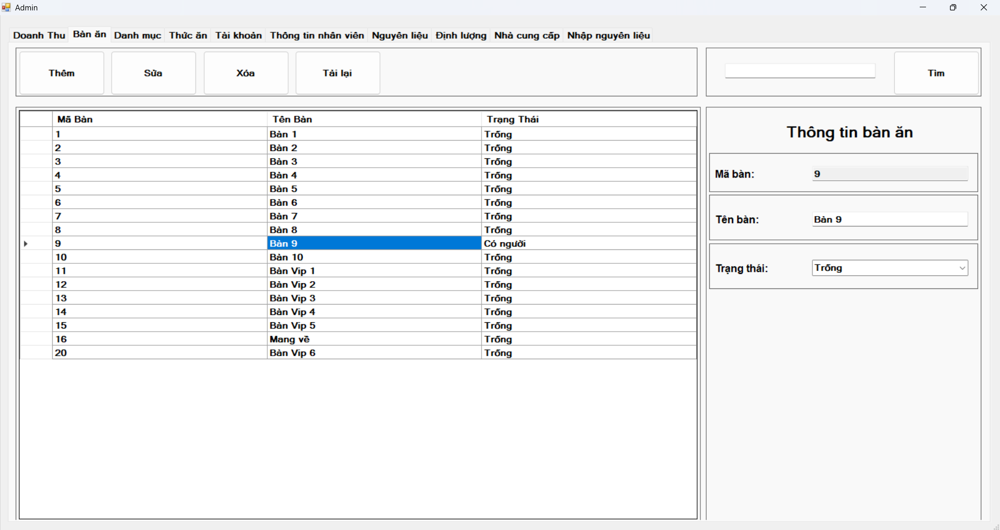 Admin
Doanh Thu Bàn ăn Danh mục Thức ăn Tài khoản Thông tin nhân viên Nguyên liệu Định lượng Nhà cung cấp Nhập nguyên liệu
Thêm Sửa Xóa Tải lại Tìm
Mã Bàn Tên Bàn Trạng Thái
1 Bàn 1 Trống
2 Bàn 2 Trống
3 Bàn 3 Trống
4 Bàn 4 Trống
5 Bàn 5 Trống
6 Bàn 6 Trống
7 Bàn 7 Trống
8 Bàn 8 Trống
9 Bàn 9 Có người
10 Bàn 10 Trống
11 Bàn Vip 1 Trống
12 Bàn Vip 2 Trống
13 Bàn Vip 3 Trống
14 Bàn Vip 4 Trống
15 Bàn Vip 5 Trống
16 Mang về Trống
20 Bàn Vip 6 Trống
Thông tin bàn ăn
Mã bàn: 9
Tên bàn: Bàn 9
Trạng thái: Trống